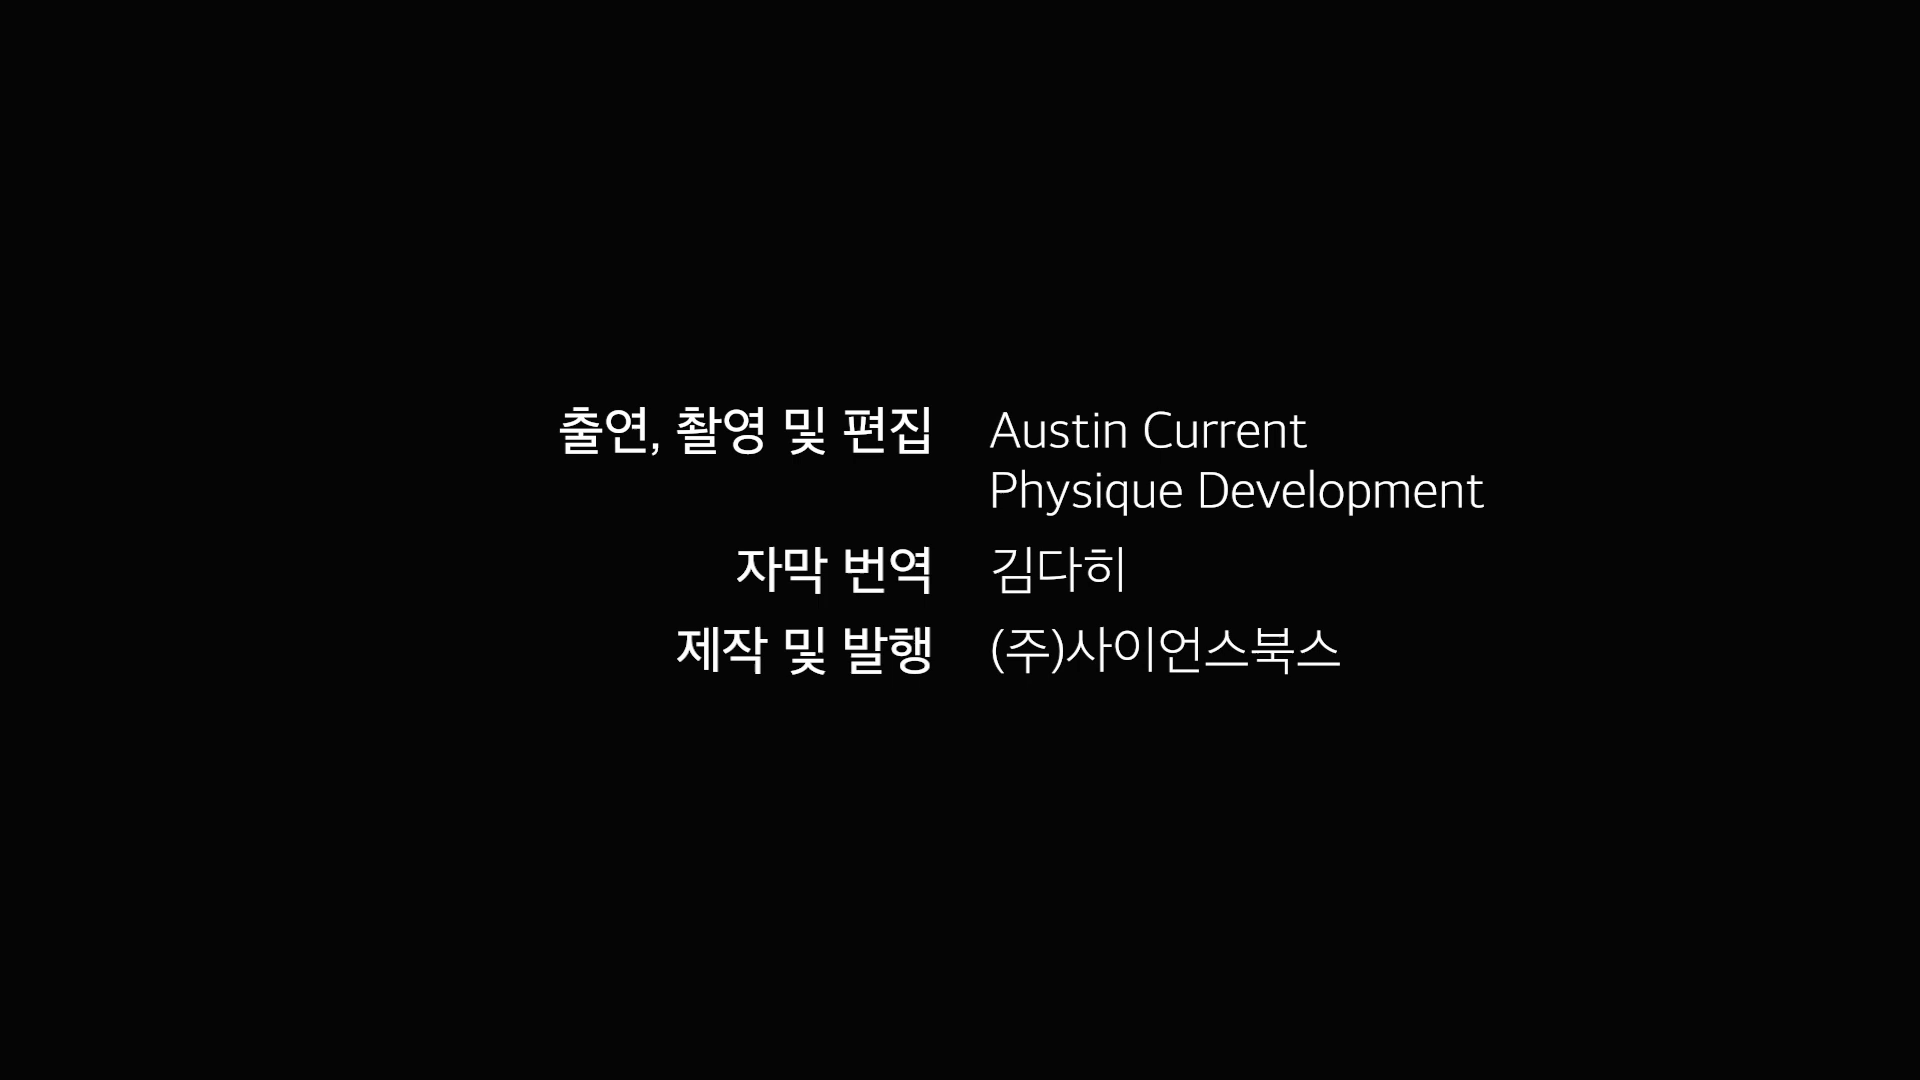 출연, 촬영 및 편집 Austin Current
Physique Development
자막 번역 김다히
제작 및 발행 (주)사이언스북스